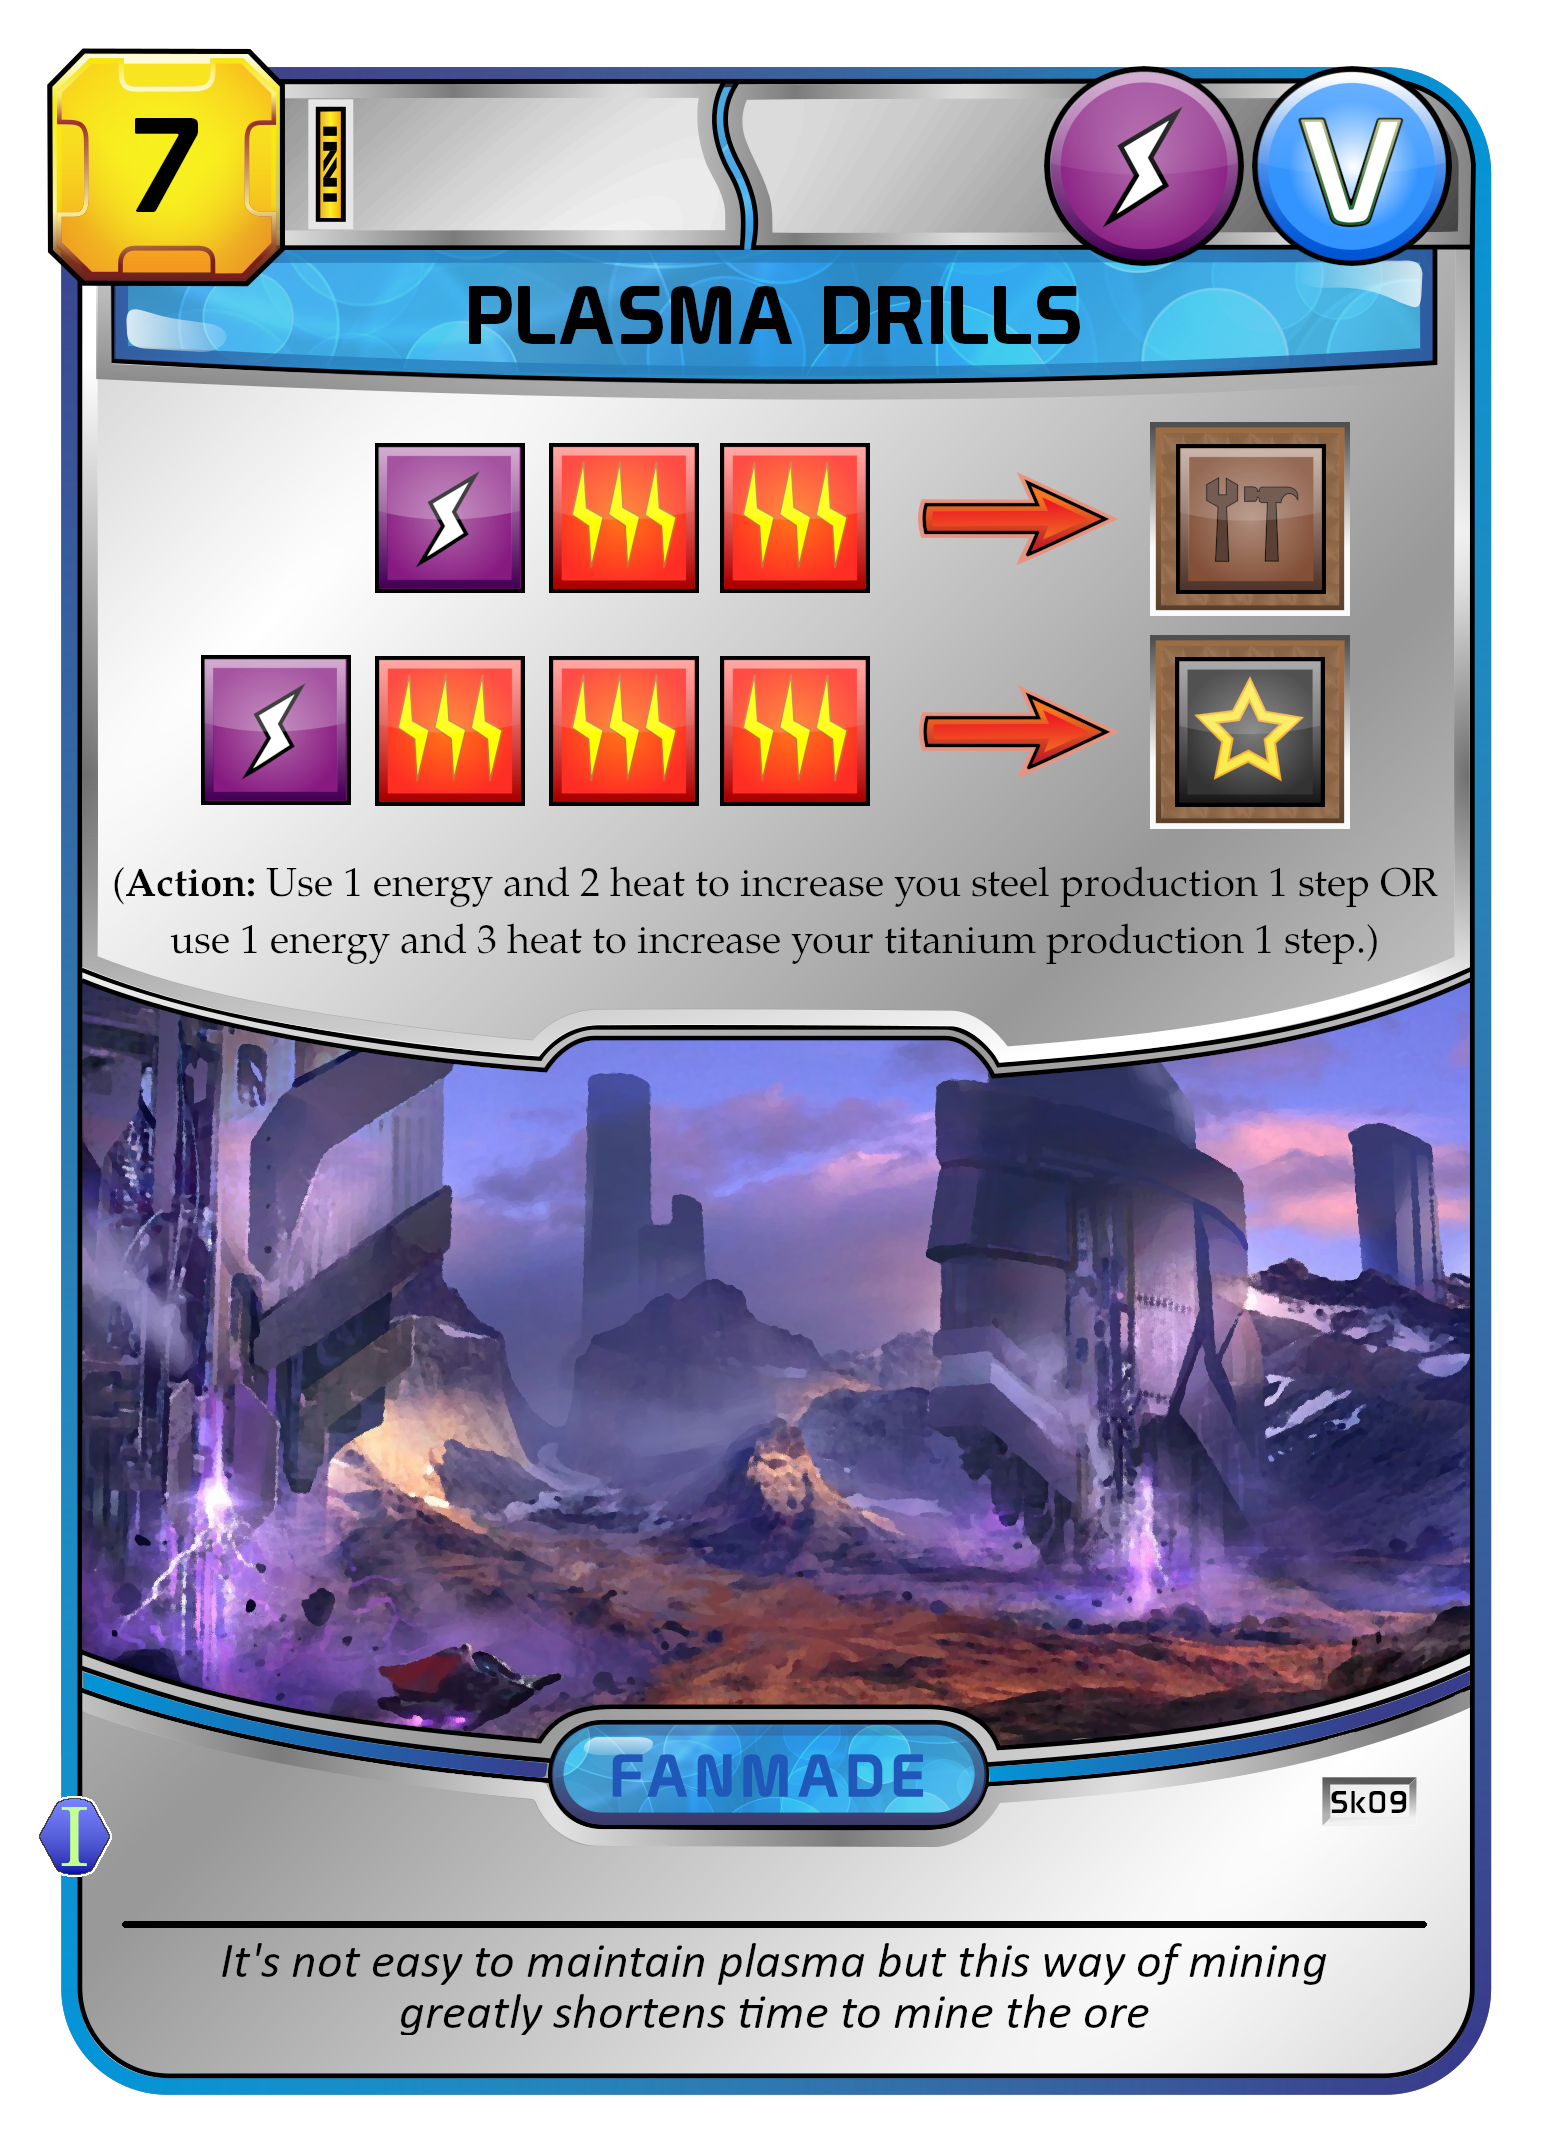 7
INI
V
PLASMA DRILLS
(Action: Use 1 energy and 2 heat to increase you steel production 1 step OR
use 1 energy and 3 heat to increase your titanium production 1 step.)
FANMADE
Sk09
I
It's not easy to maintain plasma but this way of mining
greatly shortens time to mine the ore